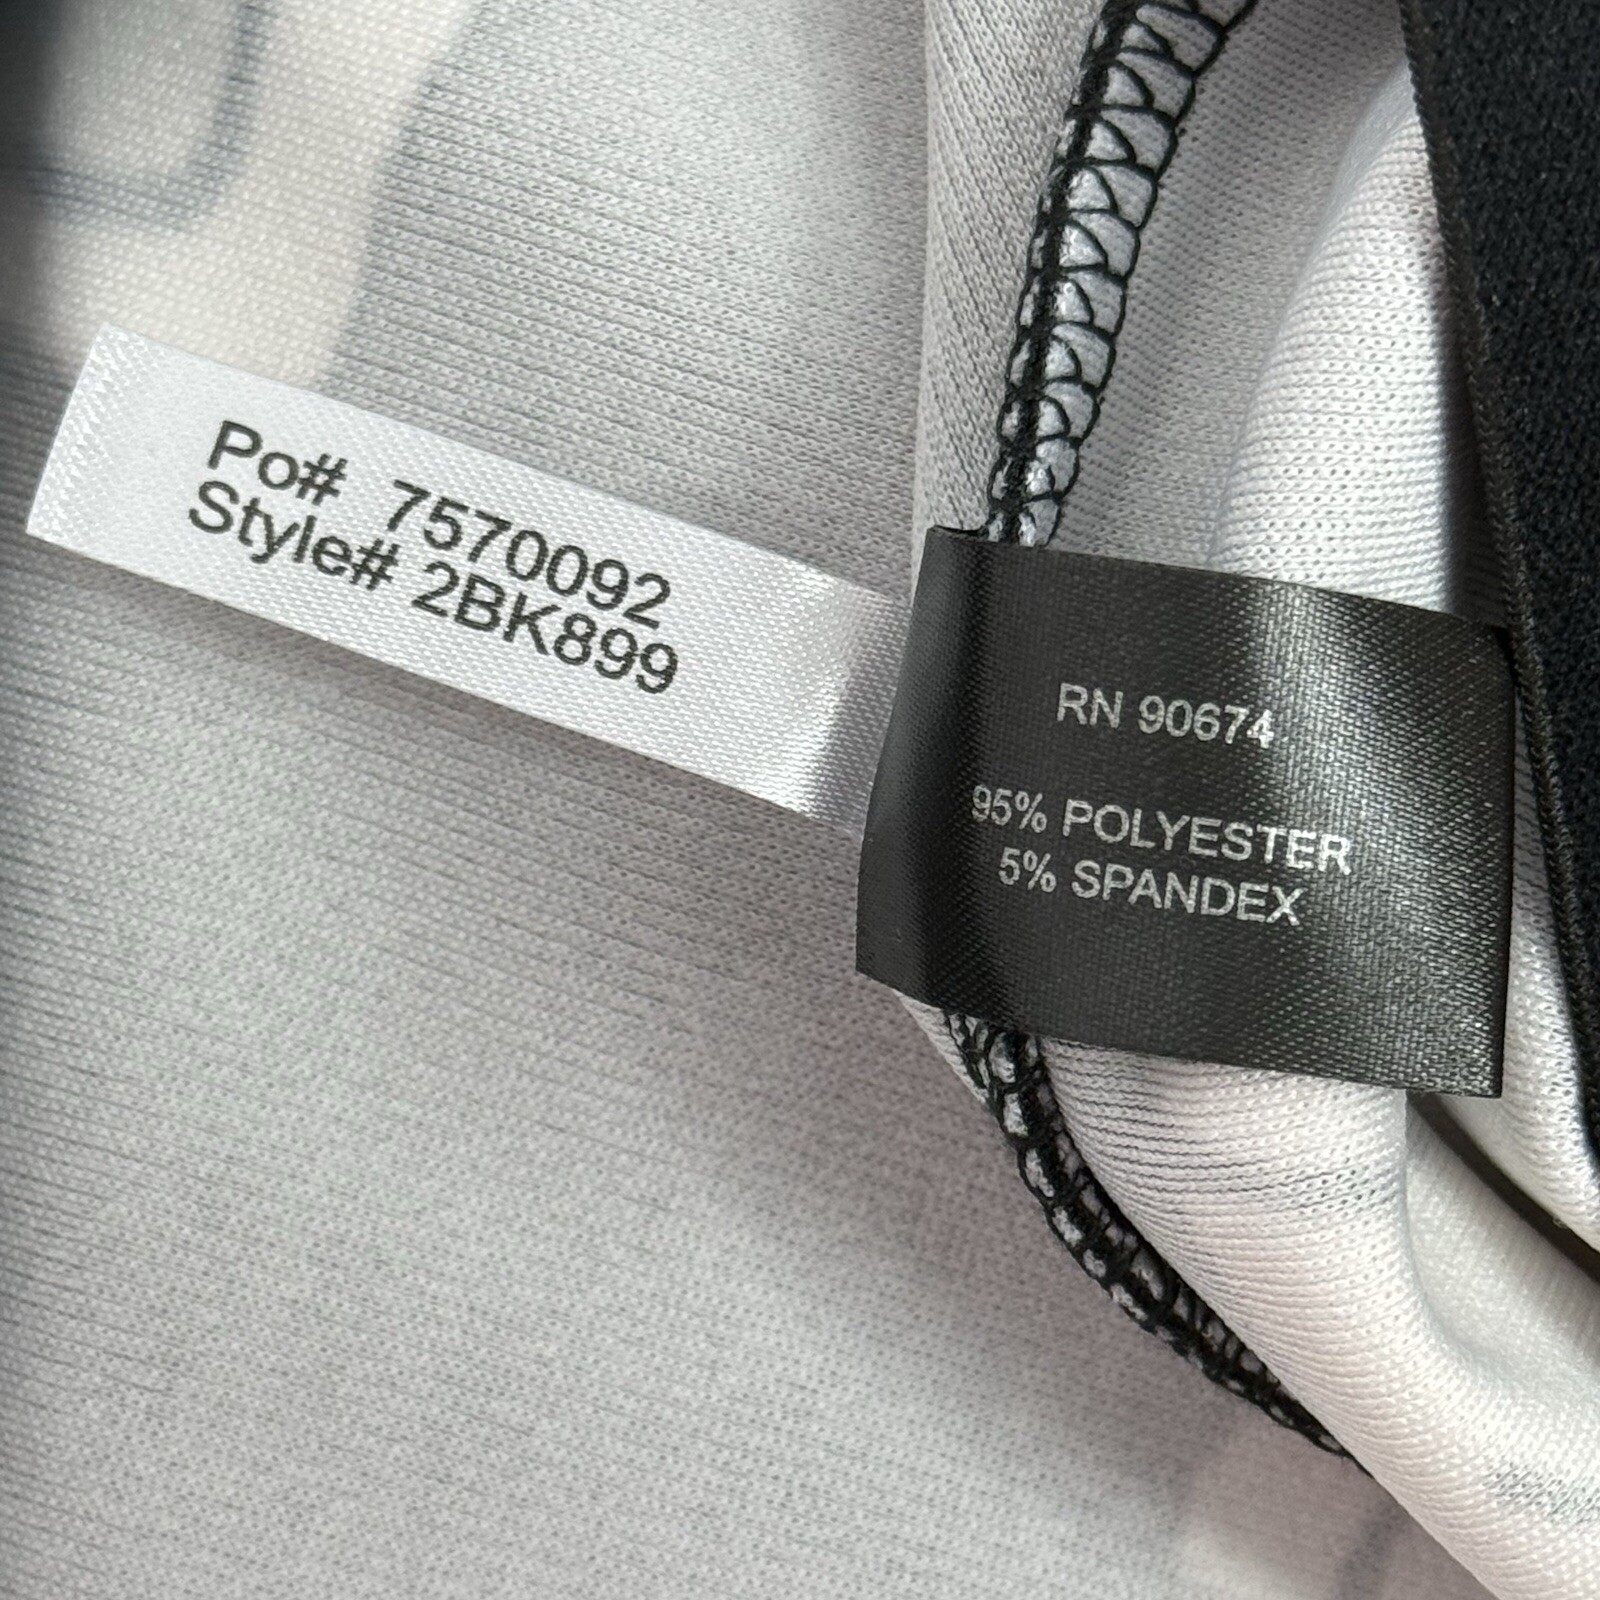 Po# 7570092
Style# 2BK899
RN 90674
95% POLYESTER
5% SPANDEX